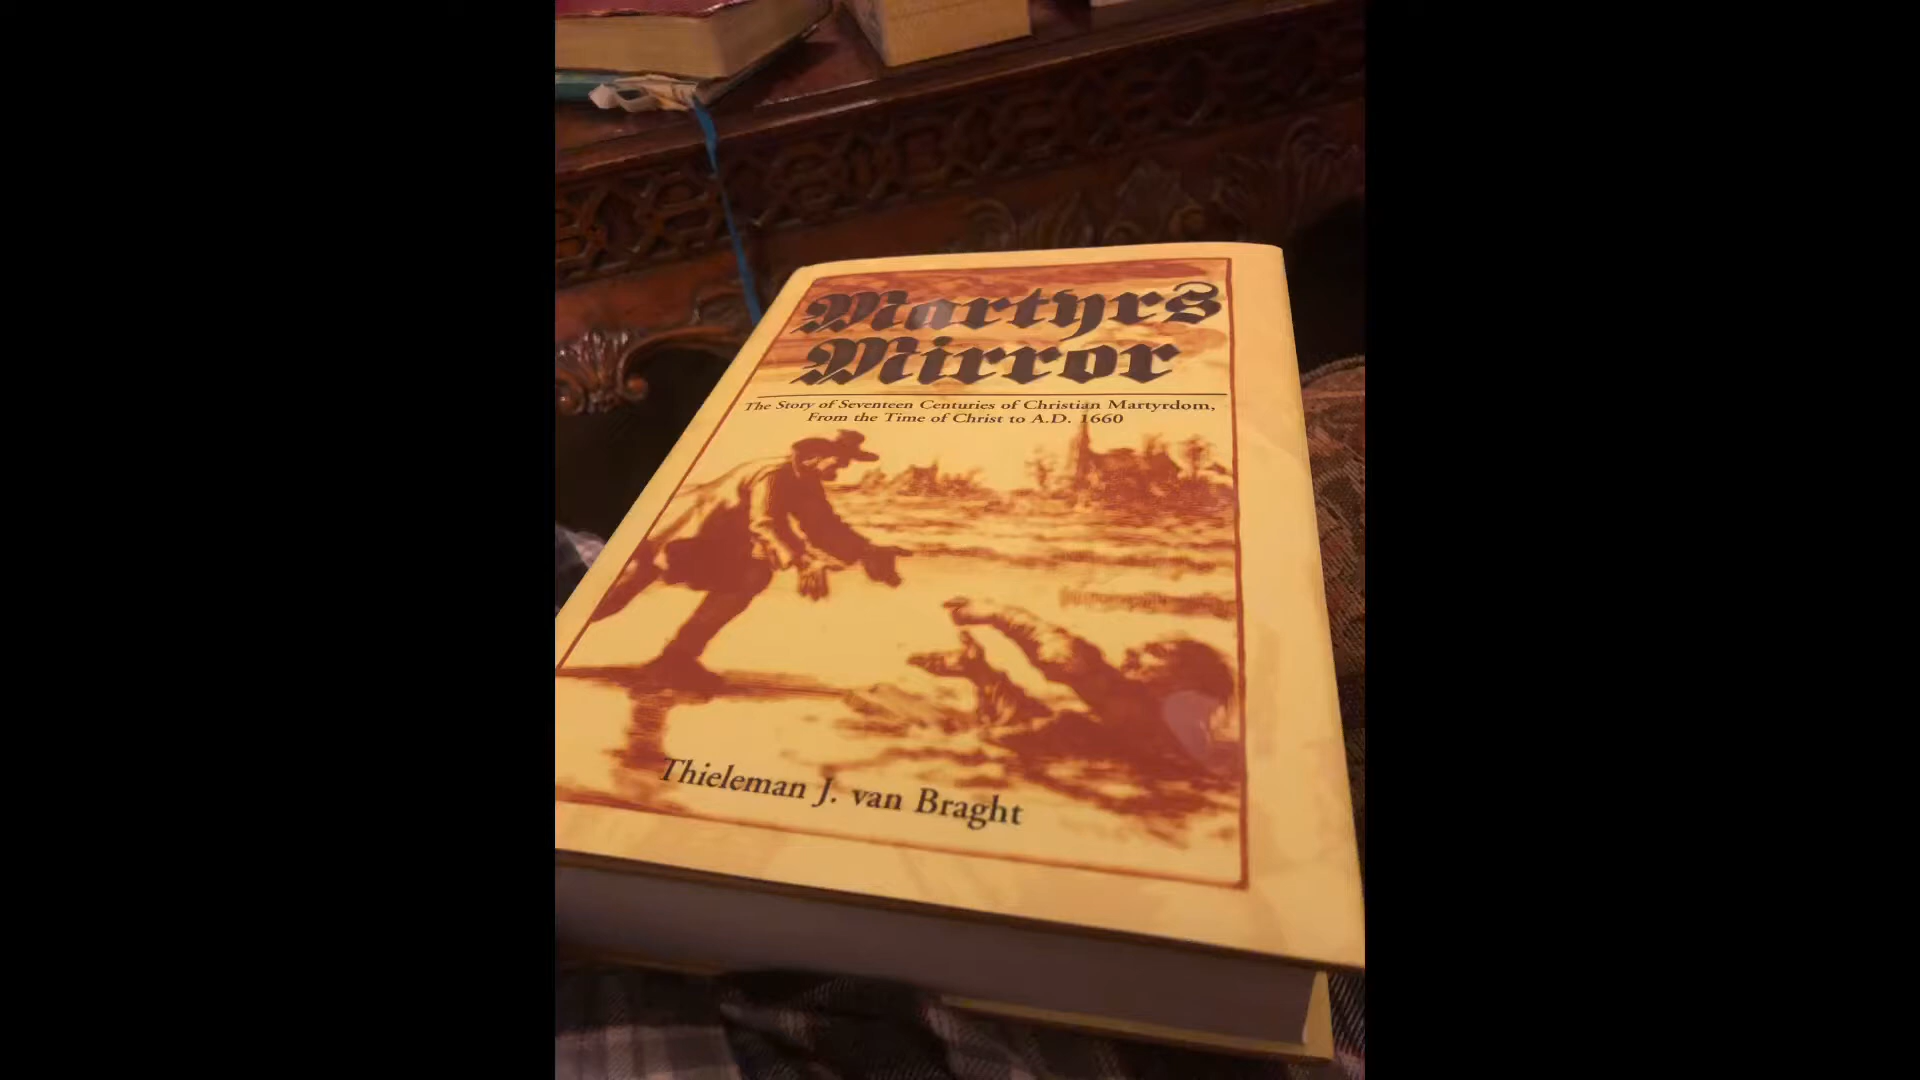 Martyrs
Mirror
The Story of Seventeen Centuries of Christian Martyrdom,
From the Time of Christ to A.D. 1660
Thieleman J. van Braght